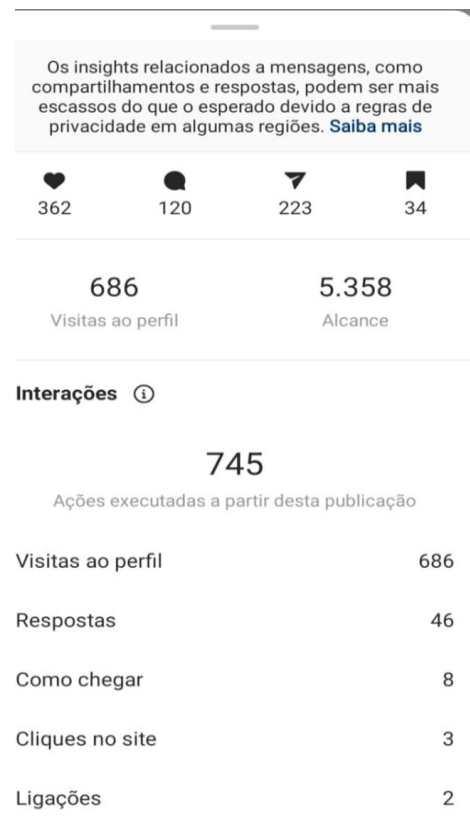 Os insights relacionados a mensagens, como
compartilhamentos e respostas, podem ser mais
escassos do que o esperado devido a regras de
privacidade em algumas regiões. Saiba mais
362 120 223 34
686 5.358
Visitas ao perfil Alcance
Interações
745
Ações executadas a partir desta publicação
Visitas ao perfil 686
Respostas 46
Como chegar 8
Cliques no site 3
Ligações 2